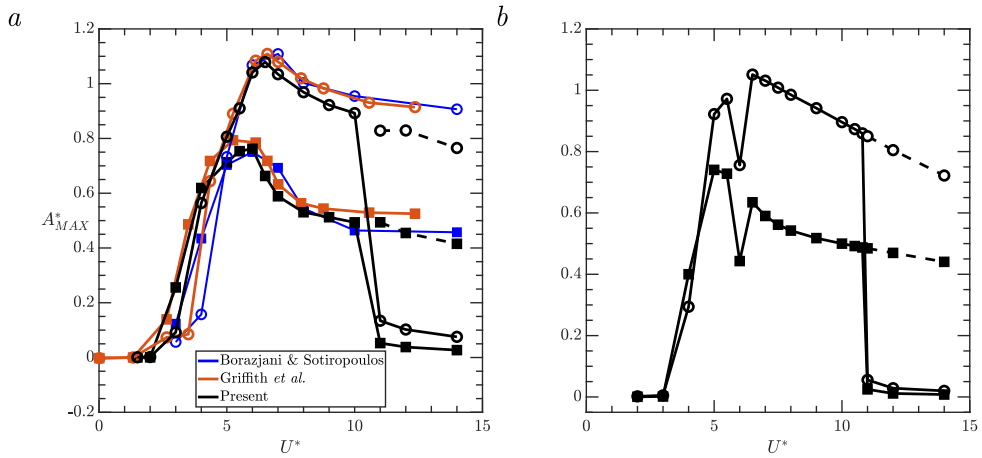 a
b
1.2
1
0.8
0.6
0.4
0.2
0
-0.2
A*MAX
0 5 10 15
U*
Borazjani & Sotiropoulos
Griffith et al.
Present
1.2
1
0.8
0.6
0.4
0.2
0
0 5 10 15
U*